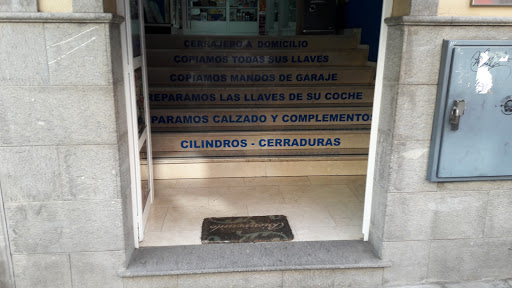 CERRAJERO A DOMICILIO
COPIAMOS TODAS SUS LLAVES
COPIAMOS MANDOS DE GARAJE
REPARAMOS LAS LLAVES DE SU COCHE
PARAMOS CALZADO Y COMPLEMENTOS
CILINDROS - CERRADURAS
Bienvenido